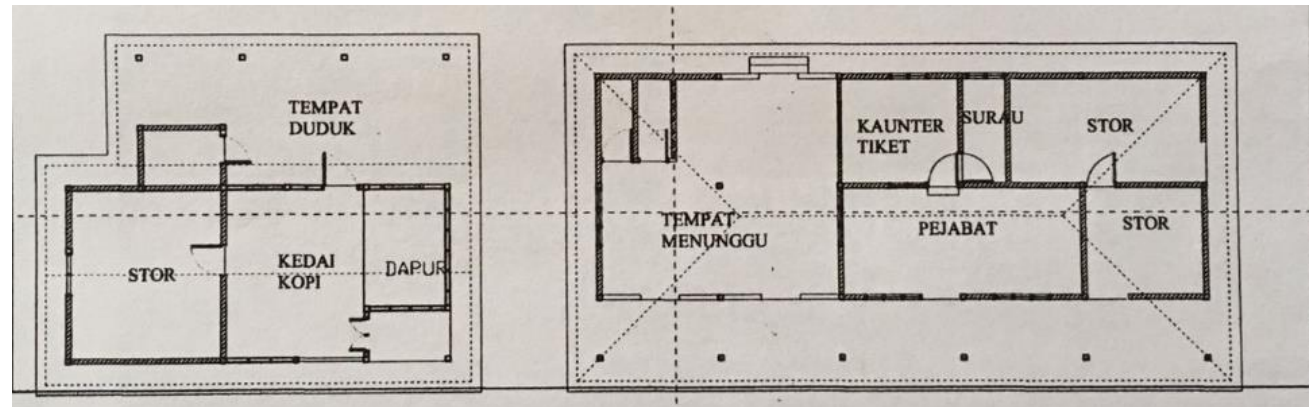 TEMPAT
DUDUK
STOR
KEDAI
KOPI
DAPUR
TEMPAT
MENUNGGU
KAUNTER
TIKET
SURAU
STOR
PEJABAT
STOR